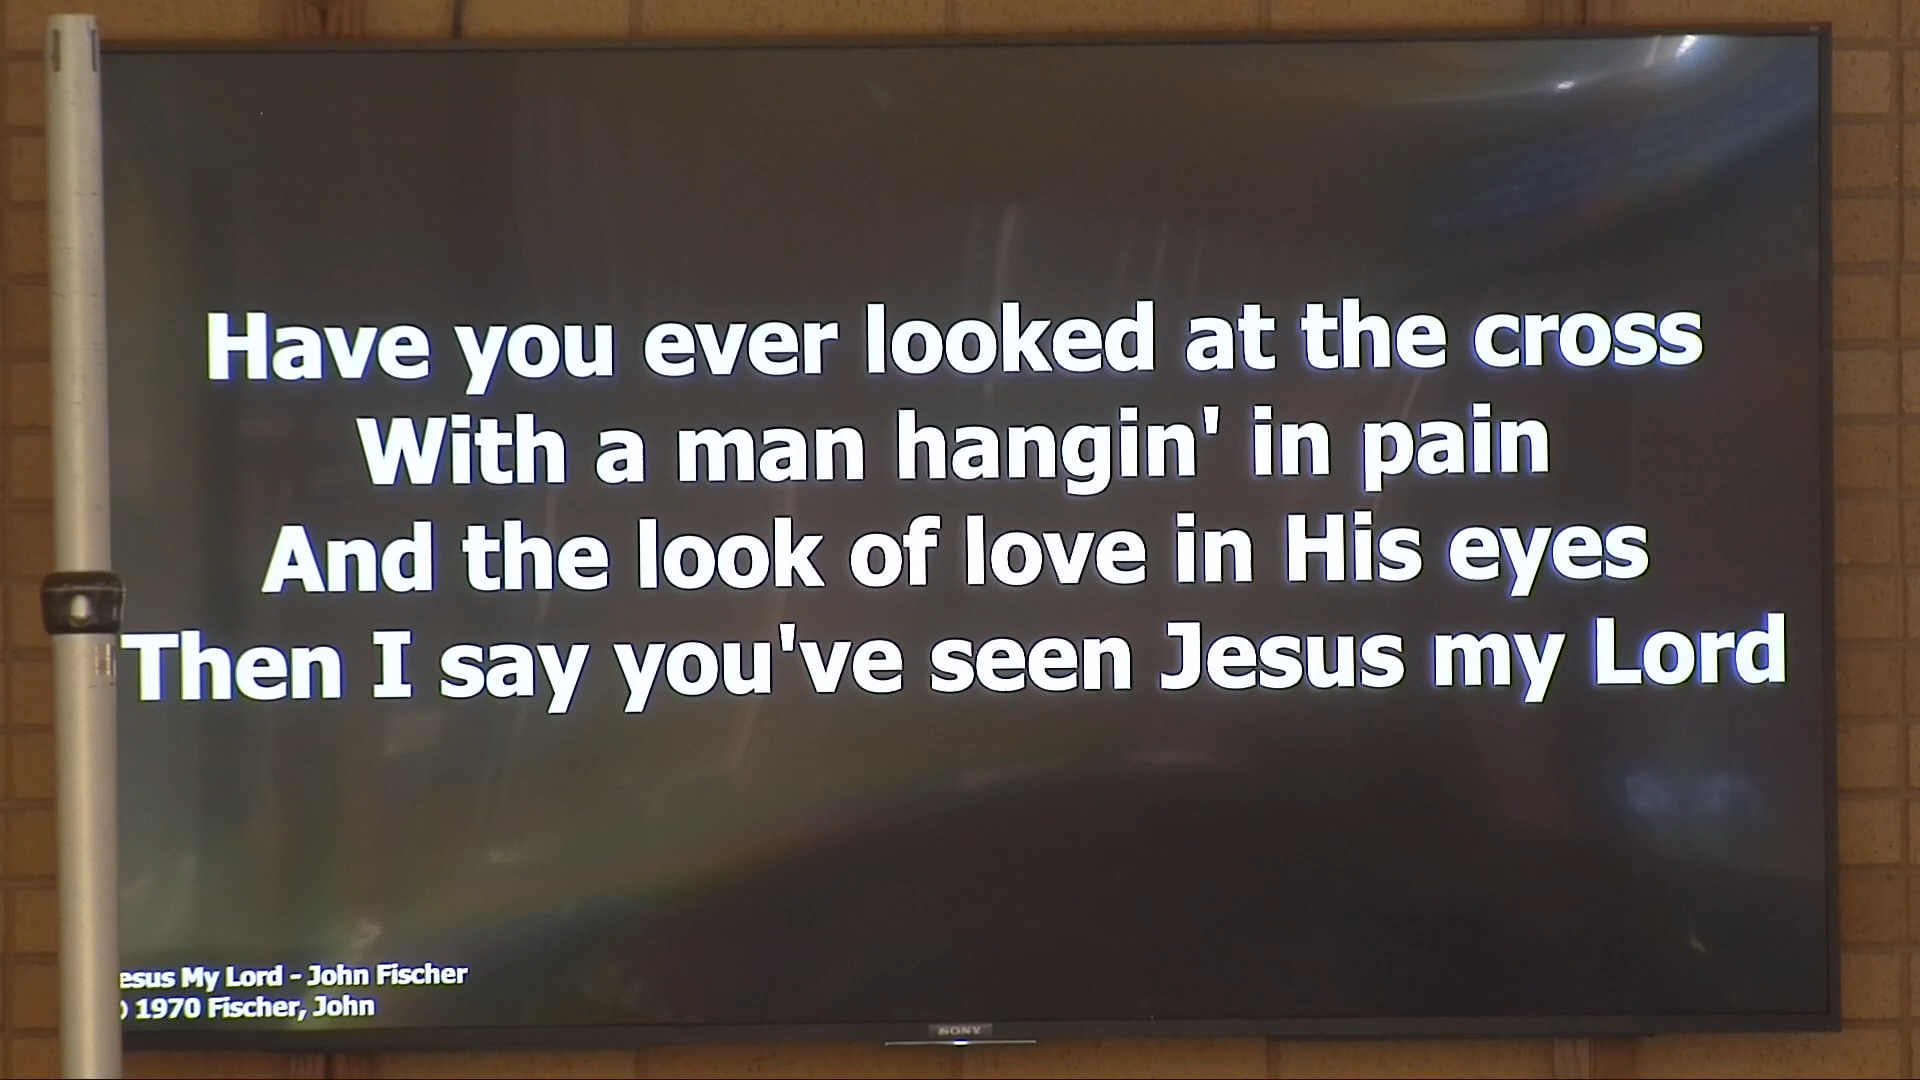 Have you ever looked at the cross
With a man hangin' in pain
And the look of love in His eyes
Then I say you've seen Jesus my Lord
esus My Lord - John Fischer
1970 Fischer, John
SONY